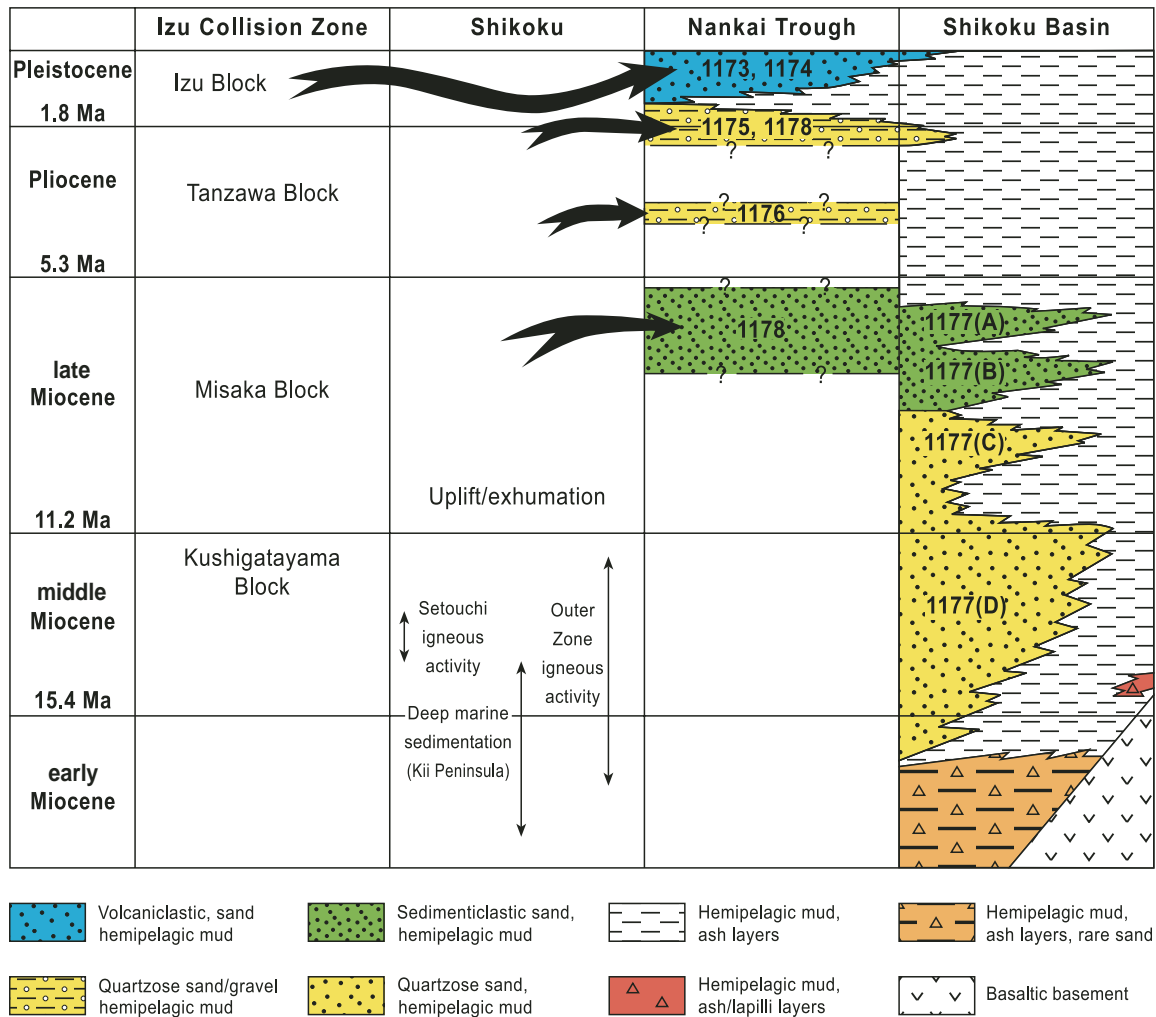 Izu Collision Zone
Shikoku
Nankai Trough
Shikoku Basin
Pleistocene
1.8 Ma
Izu Block
1173, 1174
1175, 1178
?
?
Pliocene
5.3 Ma
Tanzawa Block
?
?
1176
?
?
late
Miocene
11.2 Ma
Misaka Block
Uplift/exhumation
?
?
1178
?
?
1177(A)
1177(B)
1177(C)
middle
Miocene
15.4 Ma
Kushigatayama
Block
Setouchi
igneous
activity
Outer
Zone
igneous
activity
1177(D)
Deep marine
sedimentation
(Kii Peninsula)
early
Miocene
Volcaniclastic, sand
hemipelagic mud
Sedimenticlastic sand,
hemipelagic mud
Hemipelagic mud,
ash layers
Hemipelagic mud,
ash layers, rare sand
Quartzose sand/gravel
hemipelagic mud
Quartzose sand,
hemipelagic mud
Hemipelagic mud,
ash/lapilli layers
Basaltic basement